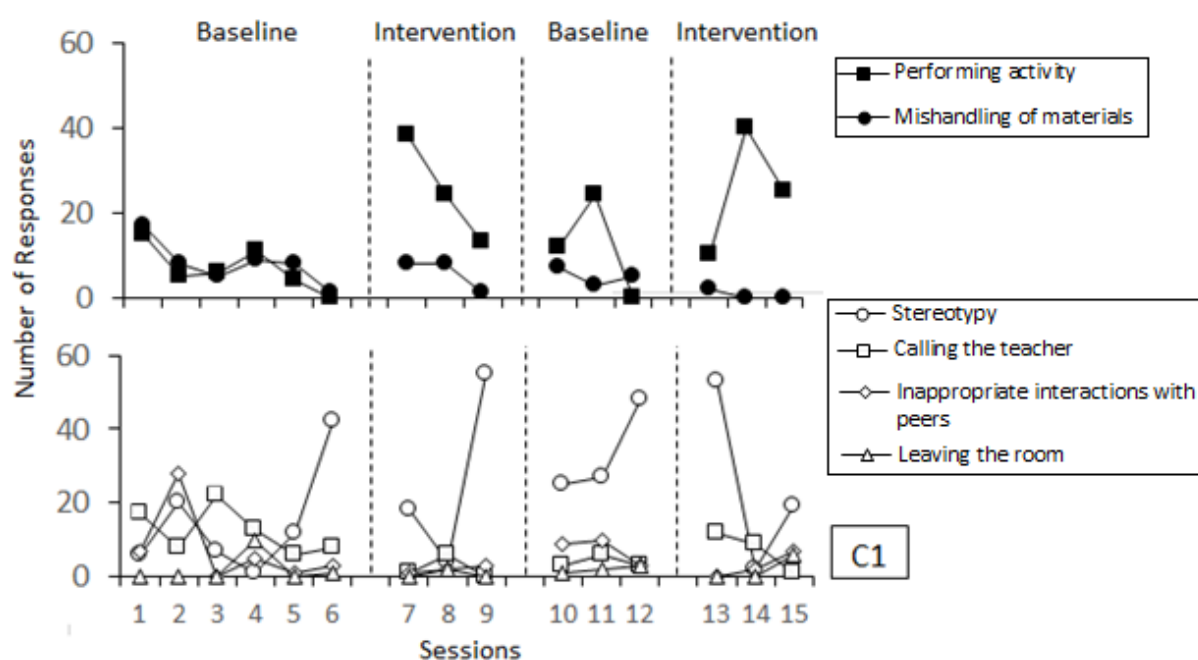 Baseline Intervention Baseline Intervention
60
40
20
0
Performing activity
Mishandling of materials
Number of Responses
60
40
20
0
Stereotypy
Calling the teacher
Inappropriate interactions with
peers
Leaving the room
C1
1 2 3 4 5 6 7 8 9 10 11 12 13 14 15
Sessions